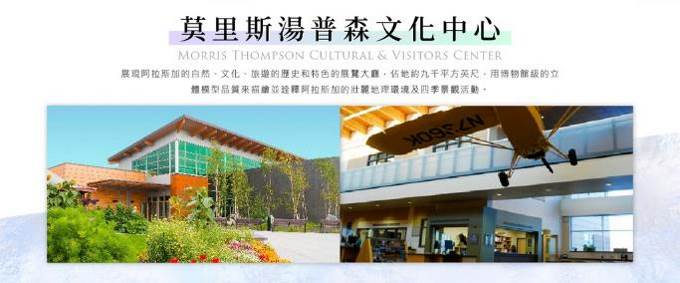 莫里斯湯普森文化中心
MORRIS THOMPSON CULTURAL & VISITORS CENTER
展現阿拉斯加的自然、文化、旅遊的歷史和特色的展覽大廳，佔地約九千平方英尺，用博物館級的立
體模型品質來描繪並詮釋阿拉斯加的壯麗地理環境及四季景觀活動。
N7360K